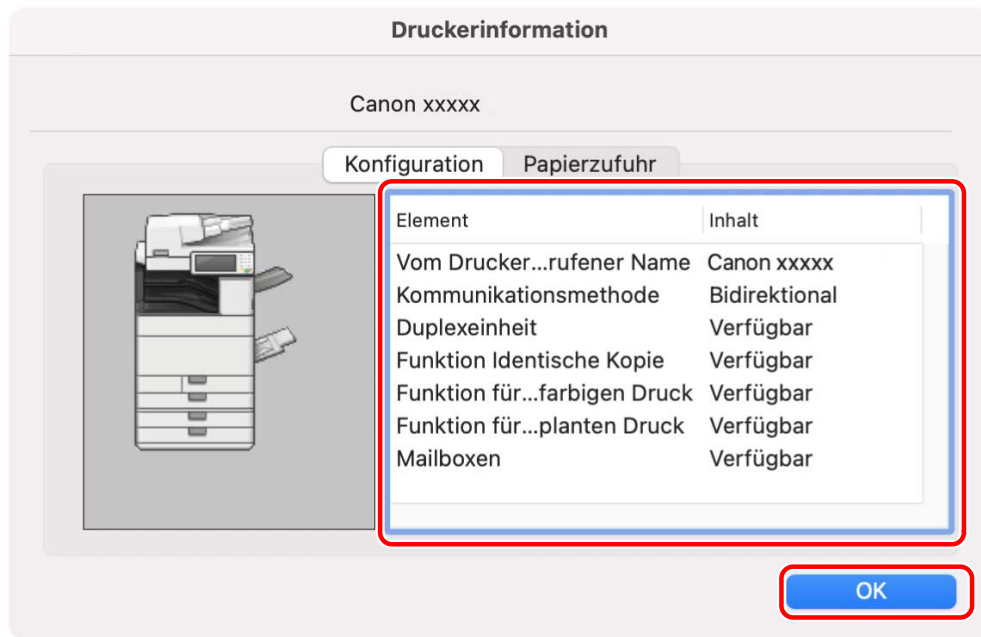 Druckerinformation
Canon xxxxx
Konfiguration Papierzufuhr
Element Inhalt
Vom Drucker...rufener Name Canon xxxxx
Kommunikationsmethode Bidirektional
Duplexeinheit Verfügbar
Funktion Identische Kopie Verfügbar
Funktion für...farbigen Druck Verfügbar
Funktion für...planten Druck Verfügbar
Mailboxen Verfügbar
OK